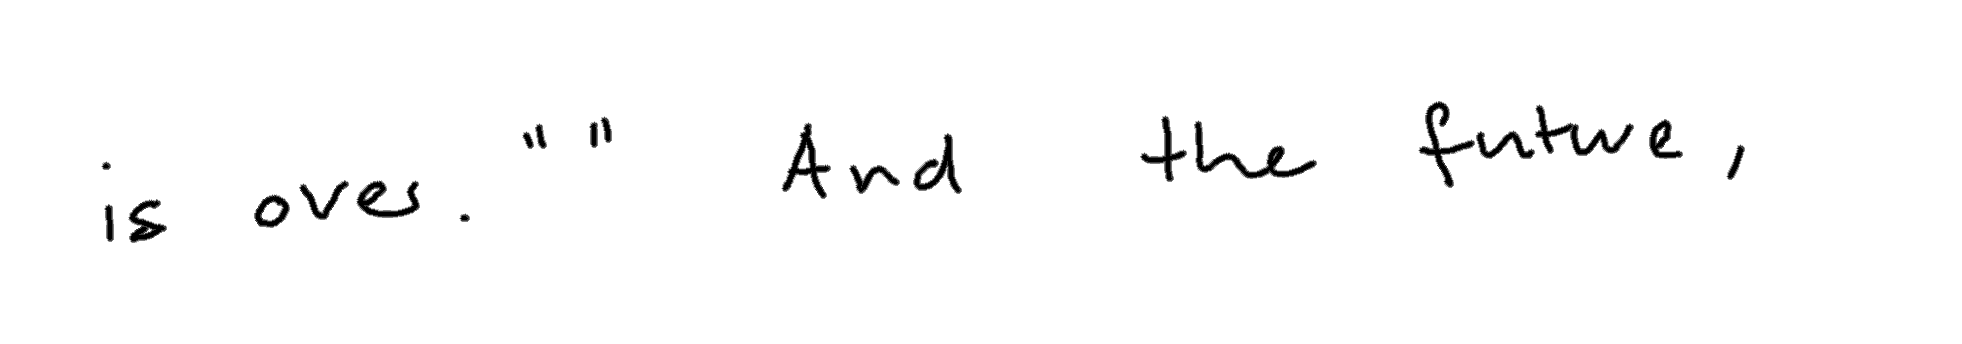 is over." " And the future,